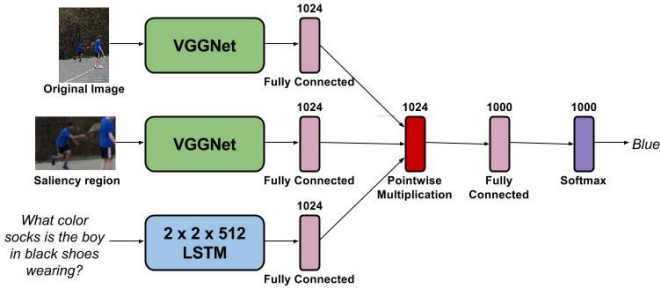 1024
VGGNet
Original Image
Fully Connected
1024
1024
1000
1000
VGGNet
Blue
Saliency region
Fully Connected
Pointwise
Multiplication
Fully
Connected
Softmax
1024
What color
socks is the boy
in black shoes
wearing?
2 x 2 x 512
LSTM
Fully Connected